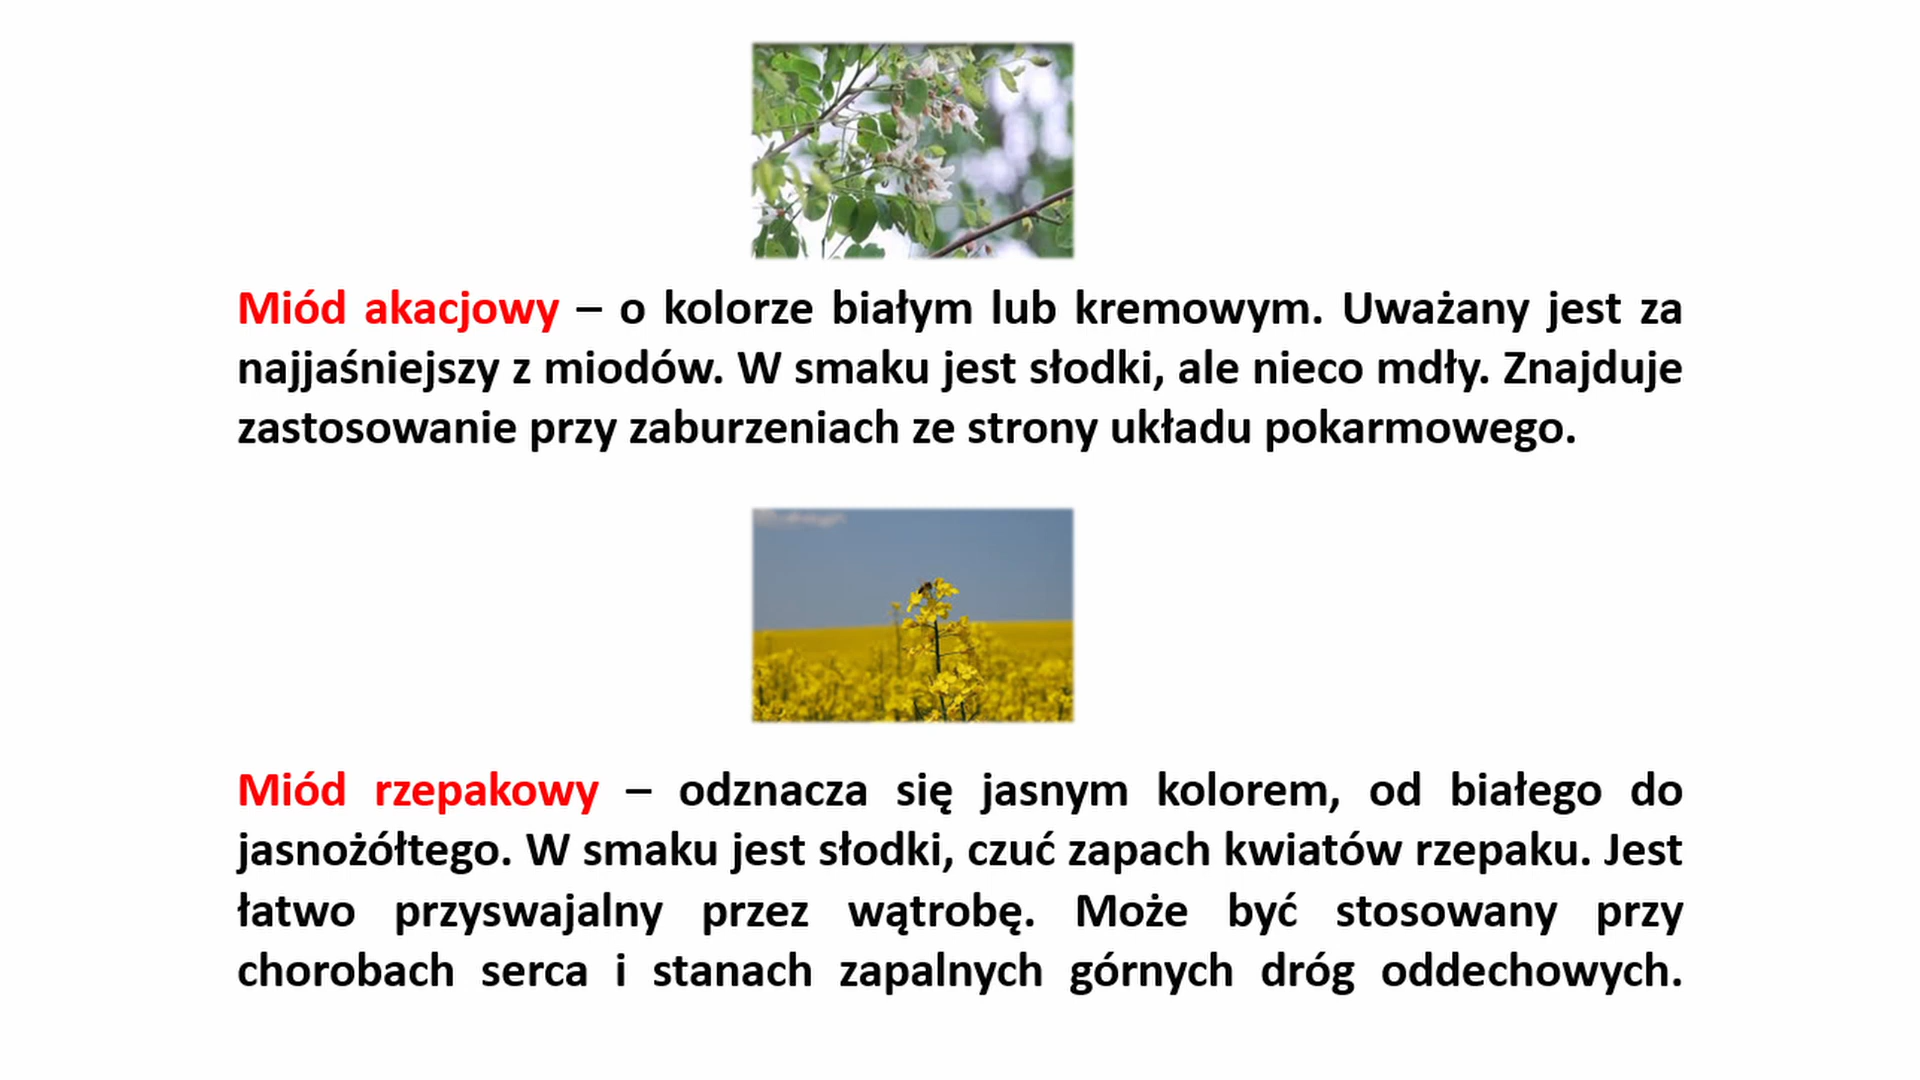 Miód akacjowy – o kolorze białym lub kremowym. Uważany jest za
najjaśniejszy z miodów. W smaku jest słodki, ale nieco mdły. Znajduje
zastosowanie przy zaburzeniach ze strony układu pokarmowego.
Miód rzepakowy – odznacza się jasnym kolorem, od białego do
jasnożółtego. W smaku jest słodki, czuć zapach kwiatów rzepaku. Jest
łatwo przyswajalny przez wątrobę. Może być stosowany przy
chorobach serca i stanach zapalnych górnych dróg oddechowych.